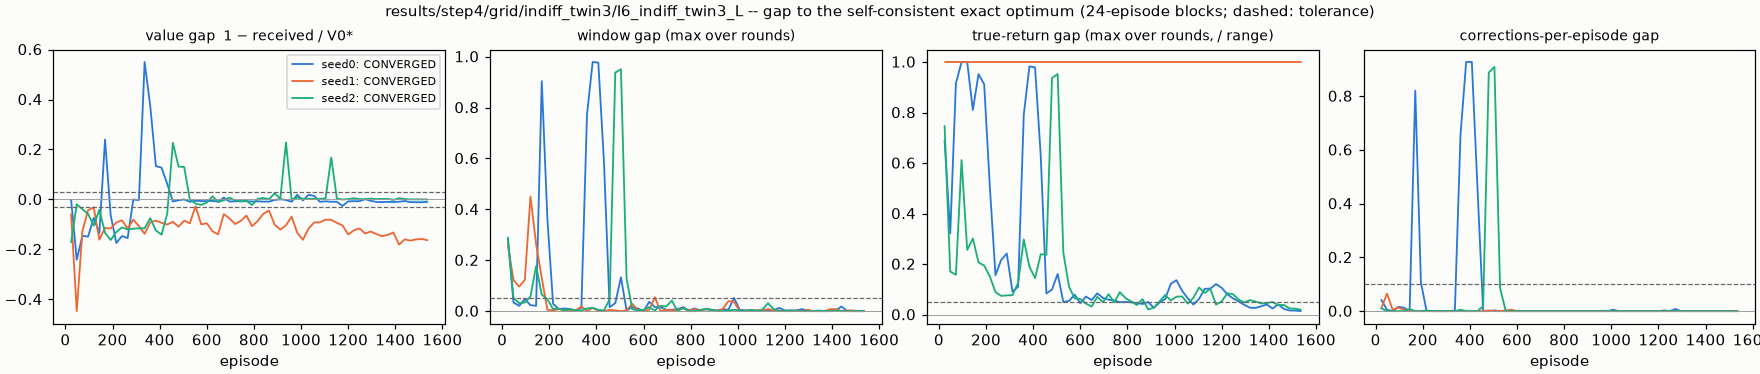 results/step4/grid/indiff_twin3/l6_indiff_twin3_L -- gap to the self-consistent exact optimum (24-episode blocks; dashed: tolerance)
value gap 1 − received / V0*
window gap (max over rounds)
true-return gap (max over rounds, / range)
corrections-per-episode gap
seed0: CONVERGED
seed1: CONVERGED
seed2: CONVERGED
0.6
0.4
0.2
0.0
−0.2
−0.4
0 200 400 600 800 1000 1200 1400 1600
episode
1.0
0.8
0.6
0.4
0.2
0.0
0 200 400 600 800 1000 1200 1400 1600
episode
1.0
0.8
0.6
0.4
0.2
0.0
0 200 400 600 800 1000 1200 1400 1600
episode
0.8
0.6
0.4
0.2
0.0
0 200 400 600 800 1000 1200 1400 160
episode